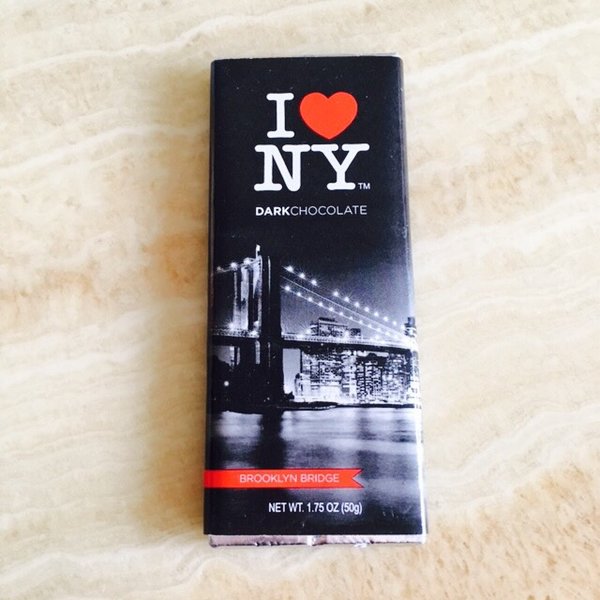 I ❤ NY™
DARKCHOCOLATE
BROOKLYN BRIDGE
NET WT. 1.75 OZ (50g)